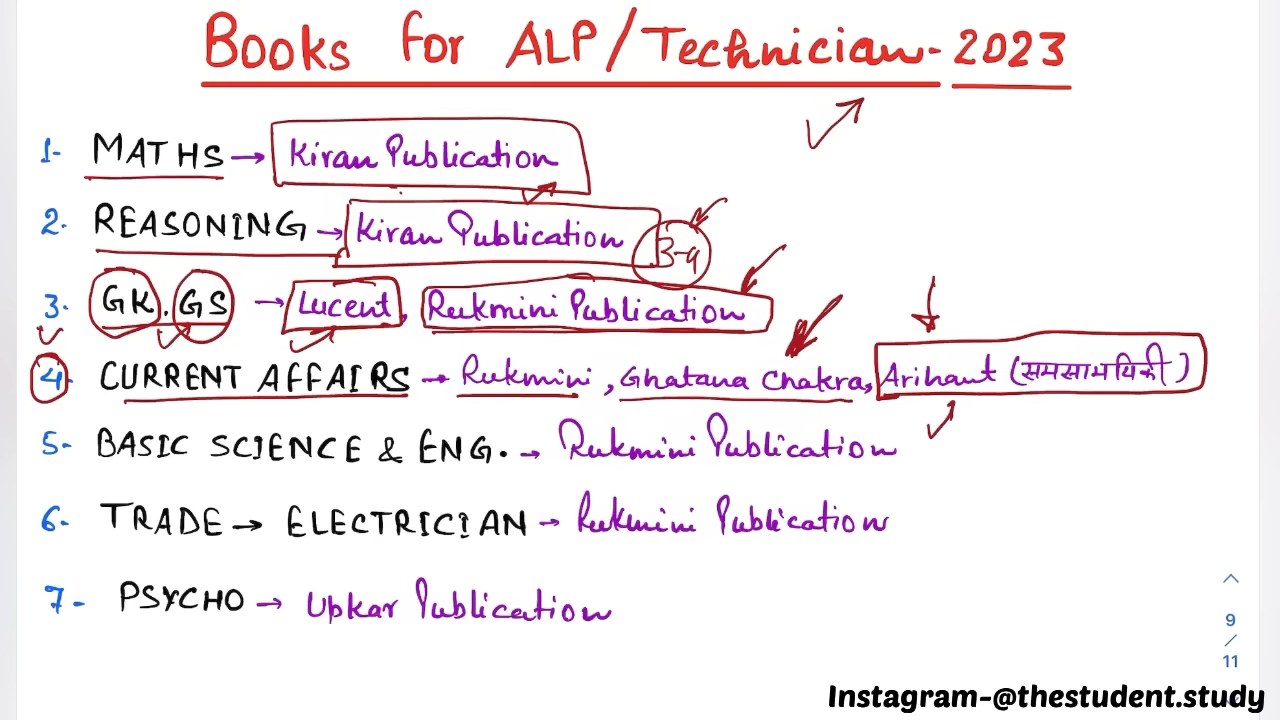 Books for ALP/Technician-2023
1- MATHS → Kiran Publication
2- REASONING → Kiran Publication 3-4
3- GK.GS → Lucent, Rukmini Publication
4- CURRENT AFFAIRS → Rukmini, Ghatana Chakra, Arihant (समसामयिकी)
5- BASIC SCIENCE & ENG. → Rukmini Publication
6- TRADE → ELECTRICIAN → Rukmini Publication
7- PSYCHO → Upkar Publication
9
/
11
Instagram-@thestudent.study